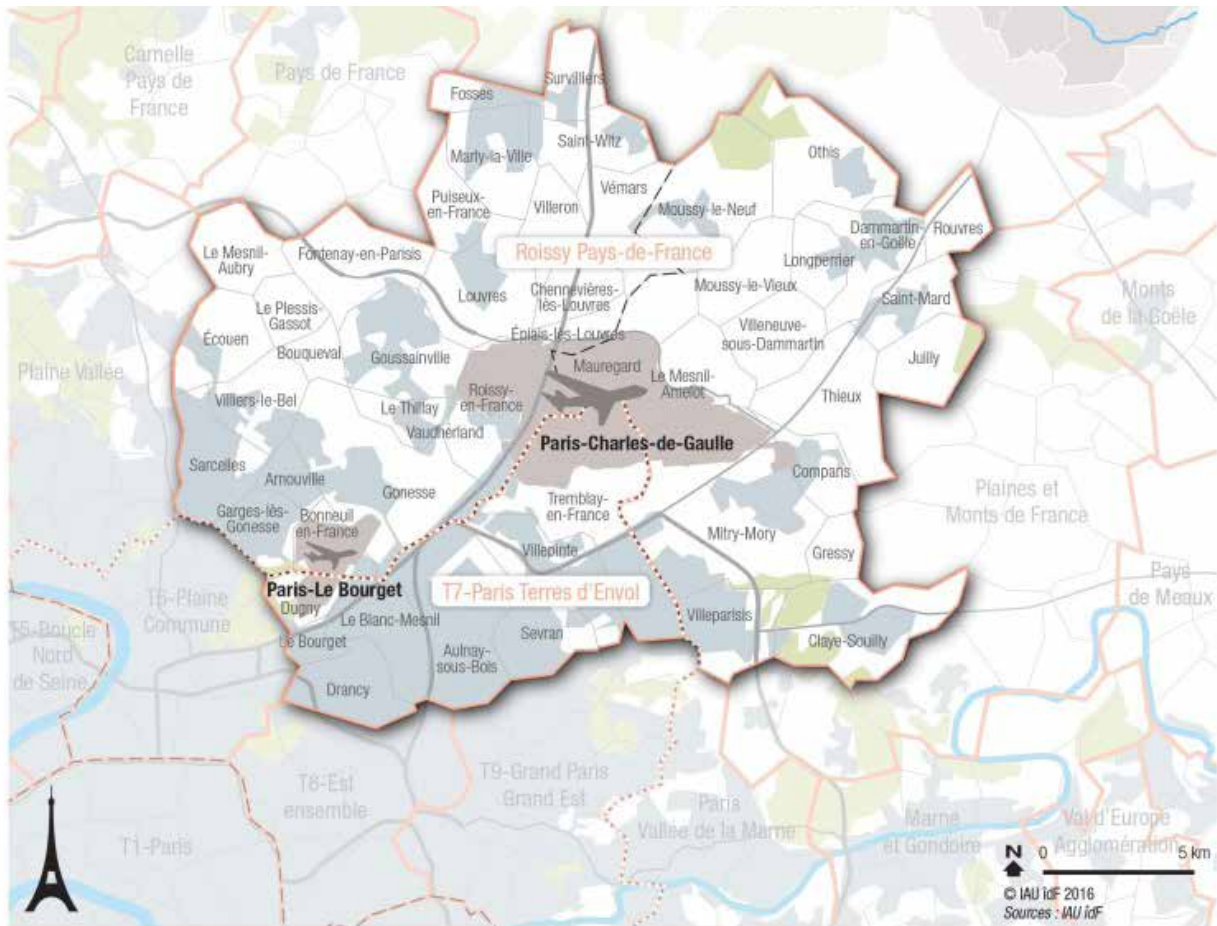 Carnelle
Pays de
France
Pays de France
Survilliers
Fosses
Saint-Witz
Marly-la-Ville
Othis
Vémars
Puiseux-
en-France
Villeron
Moussy-le-Neuf
Dammartin-
en-Goële
Rouvres
Le Mesnil-
Aubry
Fontenay-en-Parisis
Roissy Pays-de-France
Longperrier
Louvres
Chennevières-
lès-Louvres
Moussy-le-Vieux
Saint-Mard
Monts
de la Goële
Le Plessis-
Gassot
Écouen
Bouqueval
Goussainville
Épiais-lès-Louvres
Villeneuve-
sous-Dammartin
Juilly
Plaine Vallée
Mauregard
Le Mesnil-
Amelot
Roissy-
en-France
Villiers-le-Bel
Le Thillay
Thieux
Vaudherland
Paris-Charles-de-Gaulle
Sarcelles
Arnouville
Compans
Gonesse
Tremblay-
en-France
Plaines et
Monts de France
Garges-lès-
Gonesse
Bonneuil
en-France
Mitry-Mory
Villepinte
Gressy
Paris-Le Bourget
T7-Paris Terres d'Envol
Pays
de Meaux
Dugny
T6-Plaine
Commune
Le Blanc-Mesnil
Villeparisis
T5-Boucle
Nord
de Seine
Le Bourget
Sevran
Claye-Souilly
Aulnay-
sous-Bois
Drancy
T8-Est
ensemble
T9-Grand Paris
Grand Est
Paris
Vallée de la Marne
Marne
et Gondoire
Val d'Europe
Agglomération
T1-Paris
N
0 5 km
© IAU îdF 2016
Sources : IAU îdF